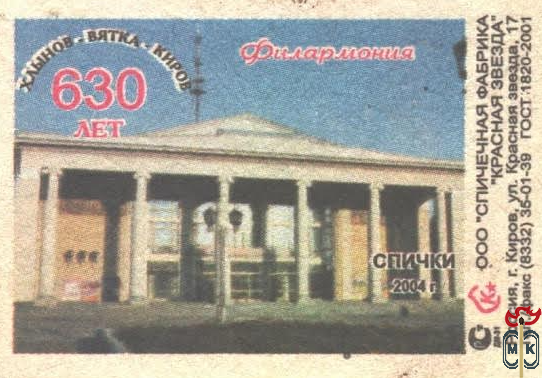 ХЛЫНОВ - ВЯТКА - КИРОВ
630
ЛЕТ
Филармония
СПИЧКИ
2004 г.
ООО "СПИЧЕЧНАЯ ФАБРИКА
"КРАСНАЯ ЗВЕЗДА"
г. Киров, ул. Красная звезда, 17
факс (8332) 35-01-39 ГОСТ 1820-2001
МК